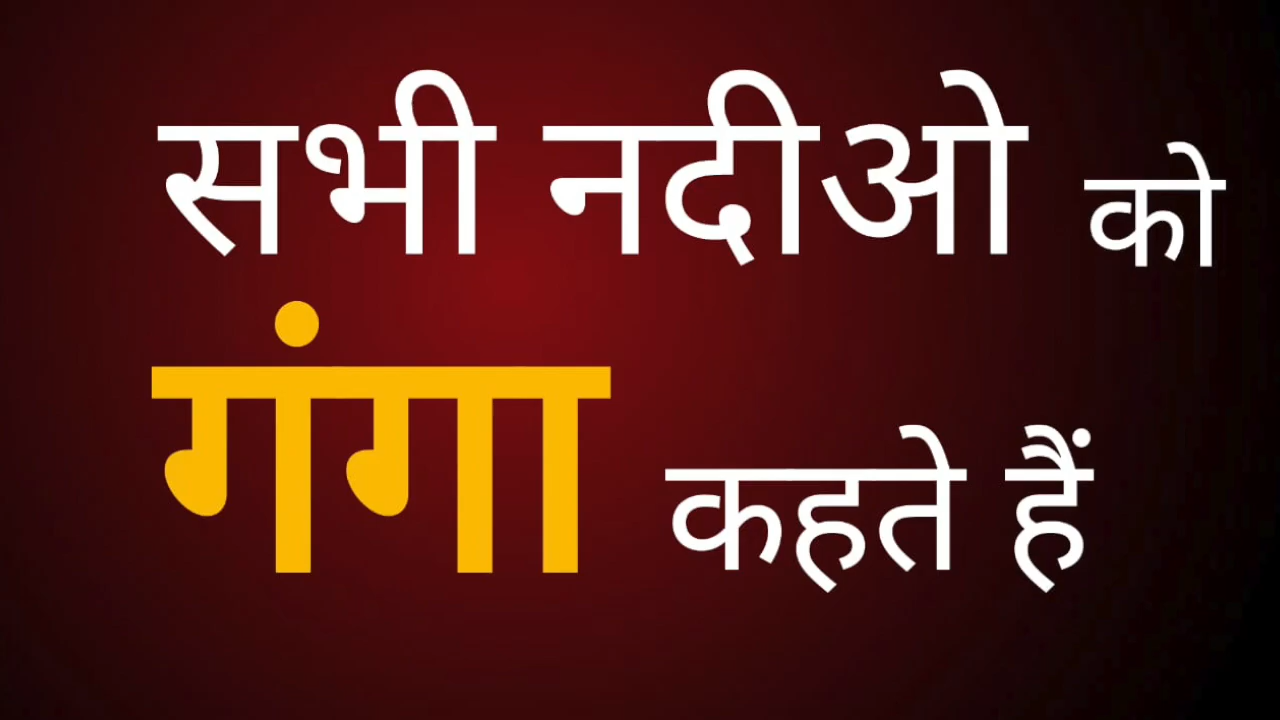 सभी नदीओ को
गंगा कहते हैं